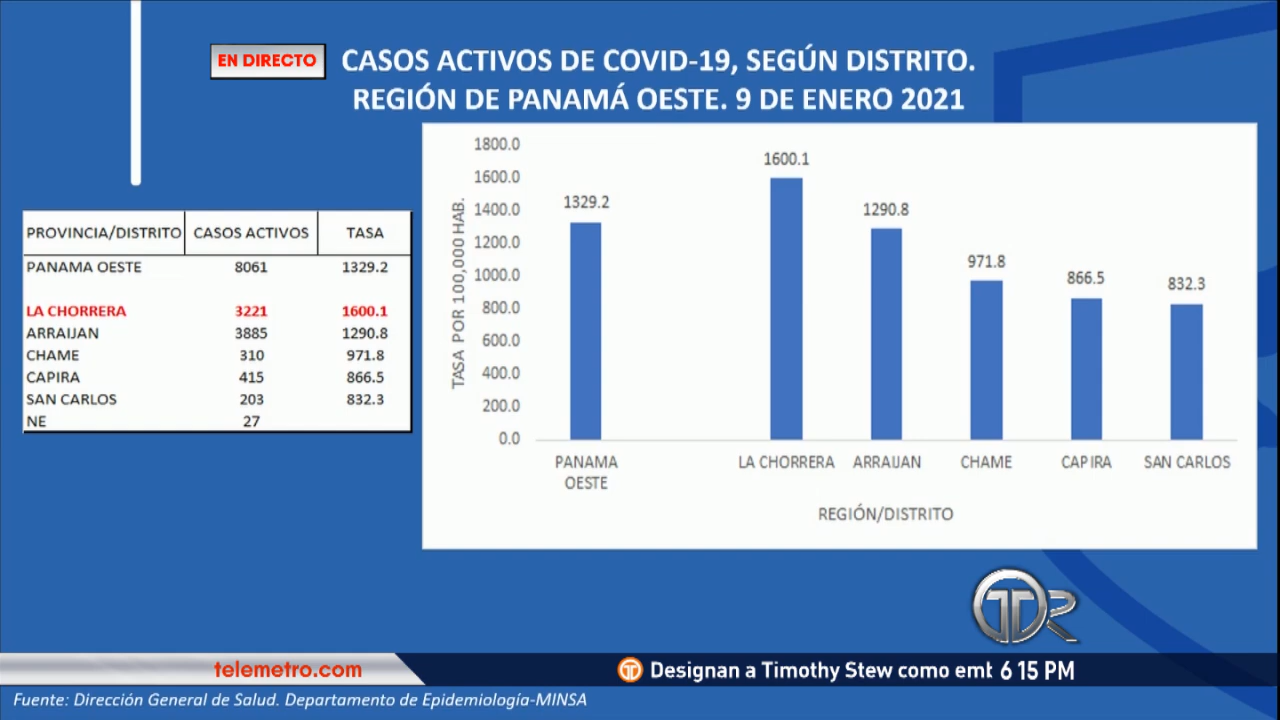 EN DIRECTO
CASOS ACTIVOS DE COVID-19, SEGÚN DISTRITO.
REGIÓN DE PANAMÁ OESTE. 9 DE ENERO 2021
PROVINCIA/DISTRITO CASOS ACTIVOS TASA
PANAMA OESTE 8061 1329.2
LA CHORRERA 3221 1600.1
ARRAIJAN 3885 1290.8
CHAME 310 971.8
CAPIRA 415 866.5
SAN CARLOS 203 832.3
NE 27
TASA POR 100,000 HAB.
1800.0
1600.0
1400.0
1200.0
1000.0
800.0
600.0
400.0
200.0
0.0
1329.2
1600.1
1290.8
971.8
866.5
832.3
PANAMA
OESTE
LA CHORRERA
ARRAIJAN
CHAME
CAPIRA
SAN CARLOS
REGIÓN/DISTRITO
TR
telemetro.com
Designan a Timothy Stew como emb 6 15 PM
Fuente: Dirección General de Salud. Departamento de Epidemiología-MINSA